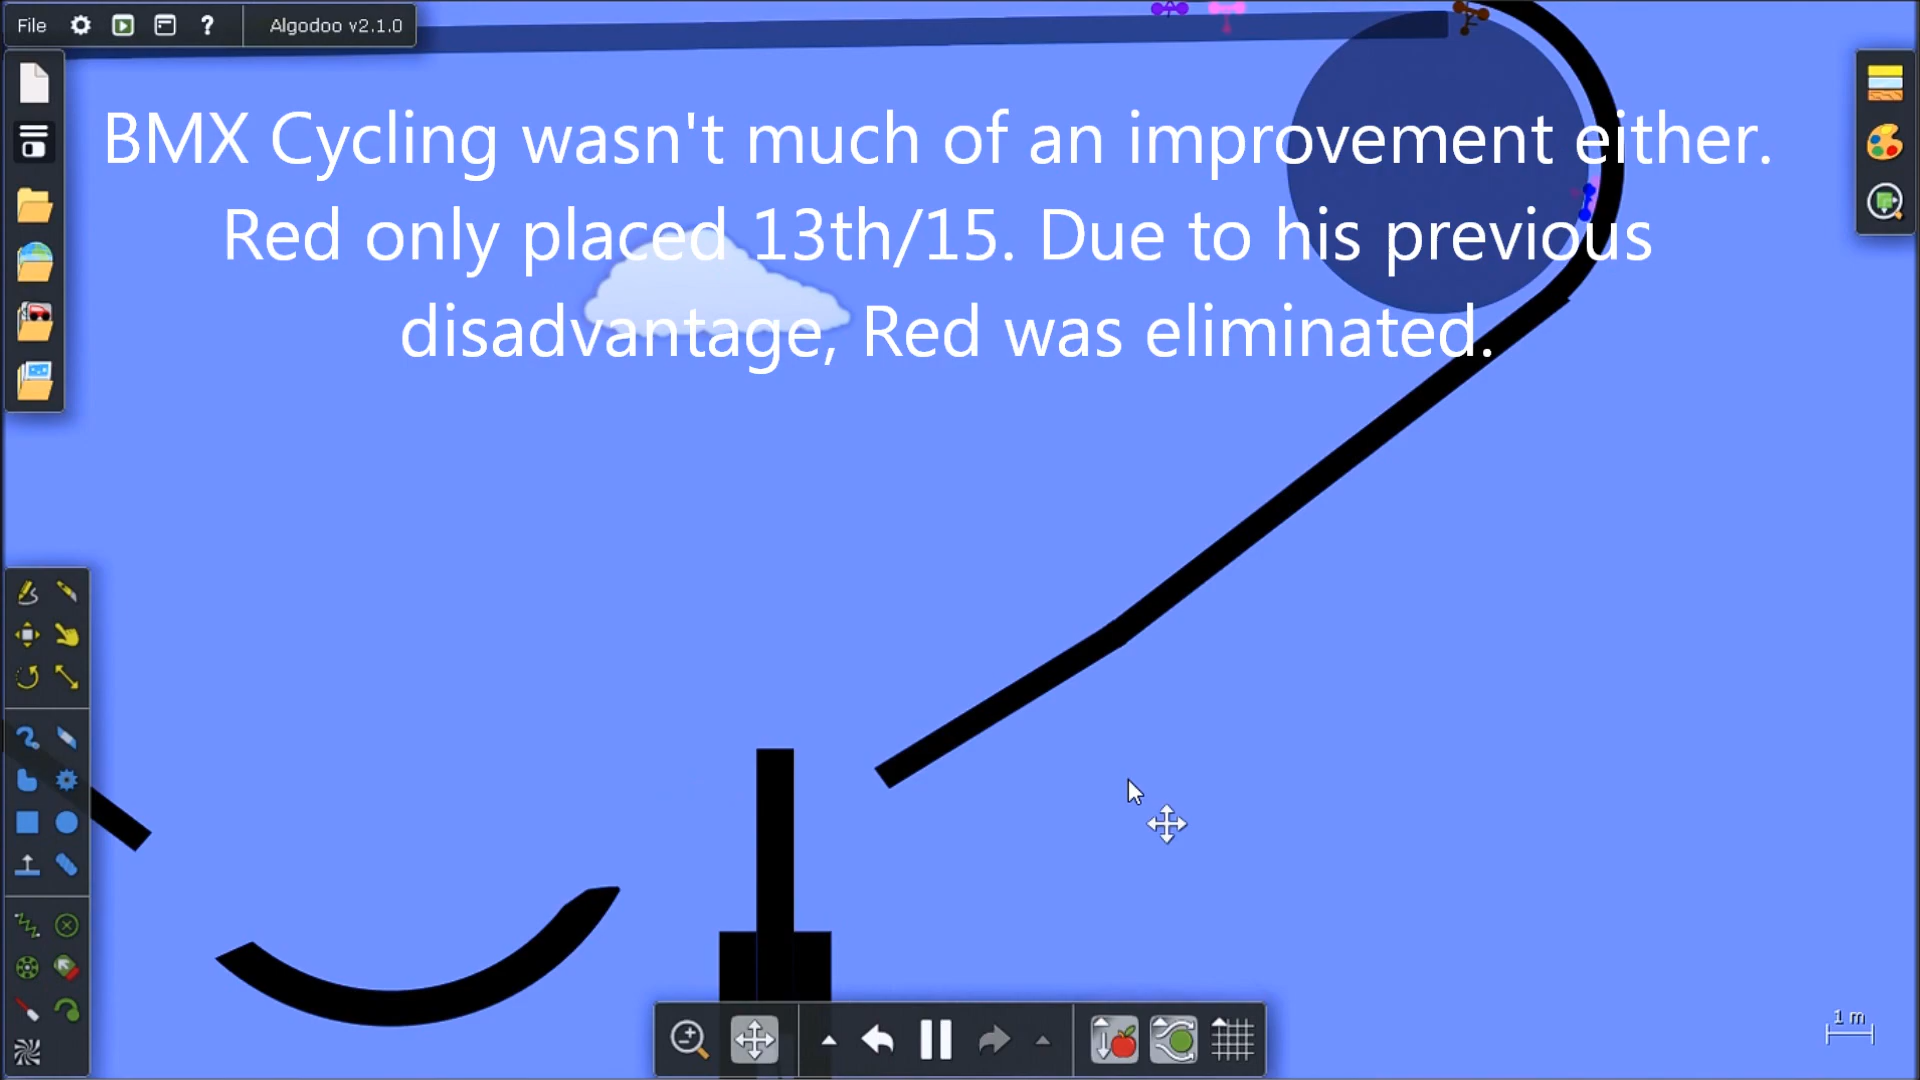 File ? Algodoo v2.1.0
BMX Cycling wasn't much of an improvement either.
Red only placed 13th/15. Due to his previous
disadvantage, Red was eliminated.
1 m